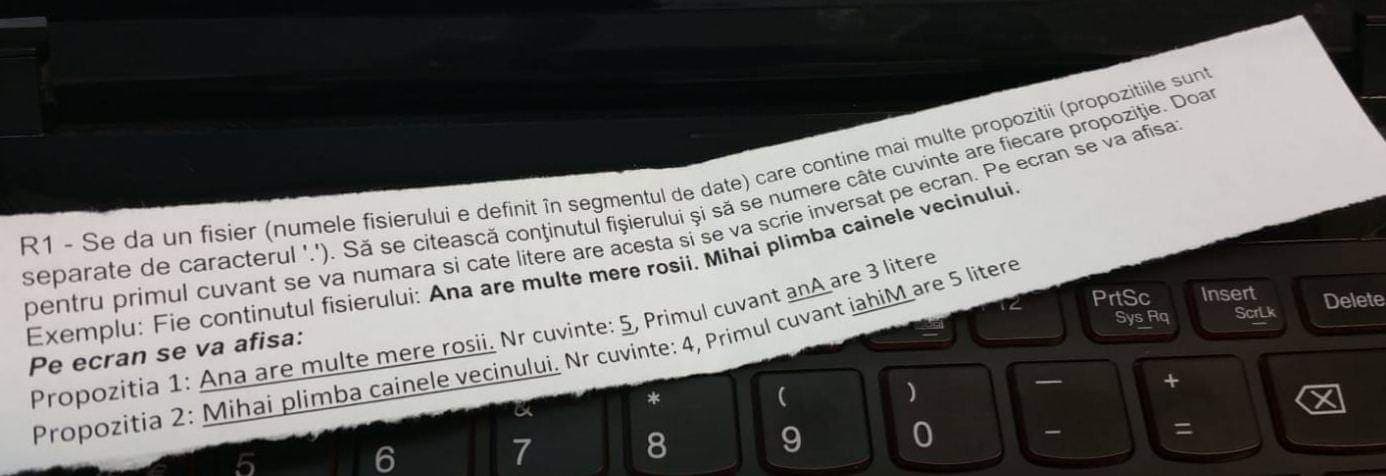 R1 - Se da un fisier (numele fisierului e definit în segmentul de date) care contine mai multe propozitii (propozitiile sunt
separate de caracterul '.'). Să se citească conţinutul fişierului şi să se numere câte cuvinte are fiecare propoziţie. Doar
pentru primul cuvant se va numara si cate litere are acesta si se va scrie inversat pe ecran. Pe ecran se va afisa:
Exemplu: Fie continutul fisierului: Ana are multe mere rosii. Mihai plimba cainele vecinului.
Pe ecran se va afisa:
Propozitia 1: Ana are multe mere rosii. Nr cuvinte: 5, Primul cuvant anA are 3 litere
Propozitia 2: Mihai plimba cainele vecinului. Nr cuvinte: 4, Primul cuvant iahiM are 5 litere
PrtSc
Sys Rq
Insert
ScrLk
Delete
5
6
&
7
*
8
(
9
)
0
—
-
+
=